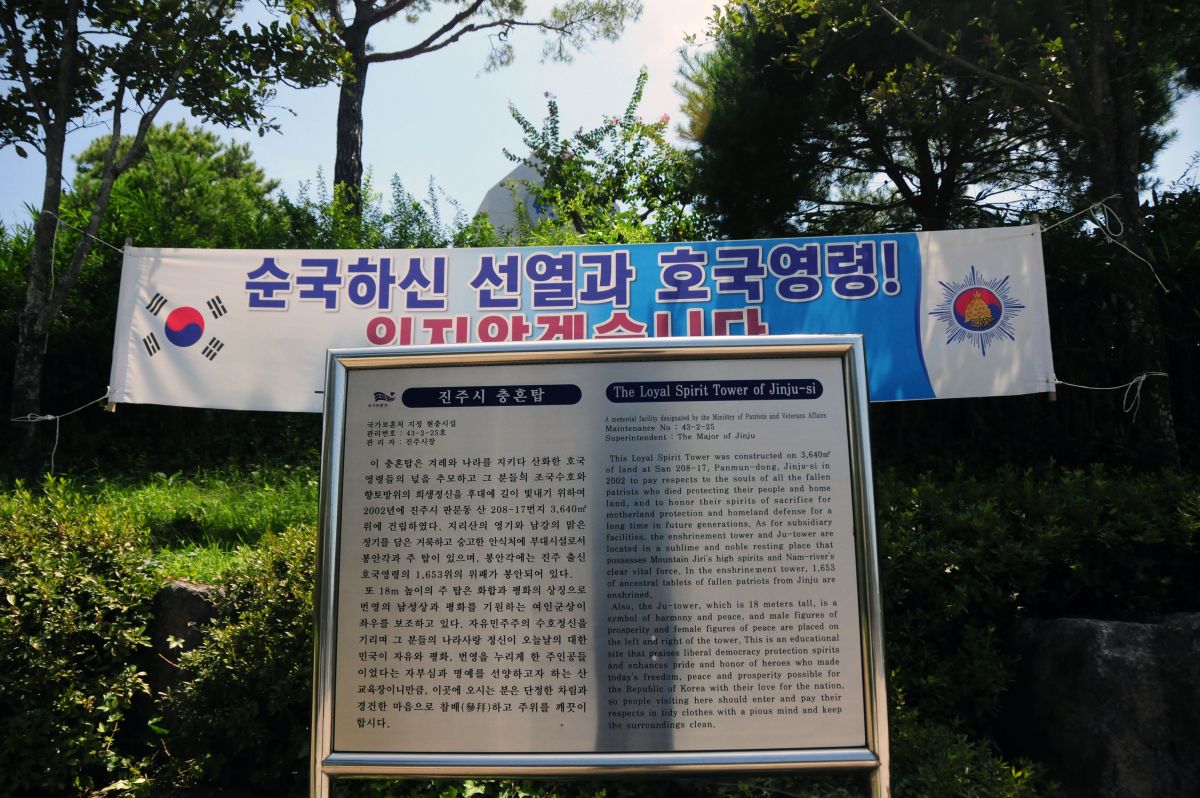 순국하신 선열과 호국영령!
잊지않겠습니다
진주시 충혼탑
국가보훈처 지정 현충시설
관리번호 : 43-2-25호
관 리 자 : 진주시장
이 충혼탑은 겨레와 나라를 지키다 산화한 호국
영령들의 넋을 추모하고 그 분들의 조국수호와
향토방위의 희생정신을 후대에 길이 빛내기 위하여
2002년에 진주시 판문동 산 208-17번지 3,640㎡
위에 건립하였다. 지리산의 영기와 남강의 맑은
정기를 담은 거룩하고 숭고한 안식처에 부대시설로서
봉안각과 주 탑이 있으며, 봉안각에는 진주 출신
호국영령의 1,653위의 위패가 봉안되어 있다.
또 18m 높이의 주 탑은 화합과 평화의 상징으로
번영의 남성상과 평화를 기원하는 여인군상이
좌우를 보조하고 있다. 자유민주주의 수호정신을
기리며 그 분들의 나라사랑 정신이 오늘날의 대한
민국이 자유와 평화, 번영을 누리게 한 주인공들
이었다는 자부심과 명예를 선양하고자 하는 산
교육장이니만큼, 이곳에 오시는 분은 단정한 차림과
경건한 마음으로 참배(參拜)하고 주위를 깨끗이
합시다.
The Loyal Spirit Tower of Jinju-si
A memorial facility designated by the Ministry of Patriots and Veterans Affairs
Maintenance No : 43-2-25
Superintendent : The Major of Jinju
This Loyal Spirit Tower was constructed on 3,640㎡
of land at San 208-17, Panmun-dong, Jinju-si in
2002 to pay respects to the souls of all the fallen
patriots who died protecting their people and home
land, and to honor their spirits of sacrifice for
motherland protection and homeland defense for a
long time in future generations. As for subsidiary
facilities, the enshrinement tower and Ju-tower are
located in a sublime and noble resting place that
possesses Mountain Jiri's high spirits and Nam-river's
clear vital force. In the enshrinement tower, 1,653
of ancestral tablets of fallen patriots from Jinju are
enshrined.
Also, the Ju-tower, which is 18 meters tall, is a
symbol of harmony and peace, and male figures of
prosperity and female figures of peace are placed on
the left and right of the tower. This is an educational
site that praises liberal democracy protection spirits
and enhances pride and honor of heroes who made
today's freedom, peace and prosperity possible for
the Republic of Korea with their love for the nation,
so people visiting here should enter and pay their
respects in tidy clothes with a pious mind and keep
the surroundings clean.